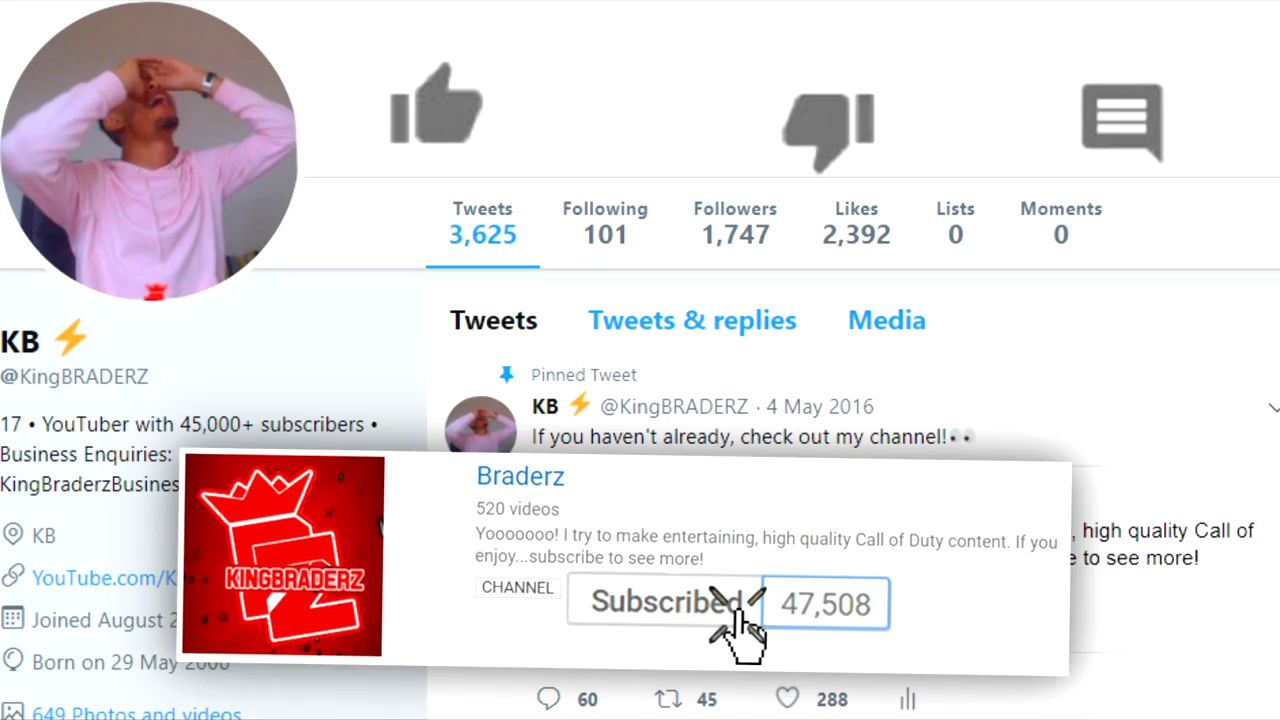 Tweets
3,625
Following
101
Followers
1,747
Likes
2,392
Lists
0
Moments
0
Tweets Tweets & replies Media
Pinned Tweet
KB ⚡ @KingBRADERZ · 4 May 2016
If you haven't already, check out my channel!👀
KB ⚡
@KingBRADERZ
17 • YouTuber with 45,000+ subscribers •
Business Enquiries:
KingBraderzBusines
KB
YouTube.com/K
Joined August 2
Born on 29 May 2000
649 Photos and videos
KINGBRADERZ
Braderz
520 videos
Yooooooo! I try to make entertaining, high quality Call of Duty content. If you
enjoy...subscribe to see more!
CHANNEL
Subscribed 47,508
, high quality Call of
e to see more!
60 45 288